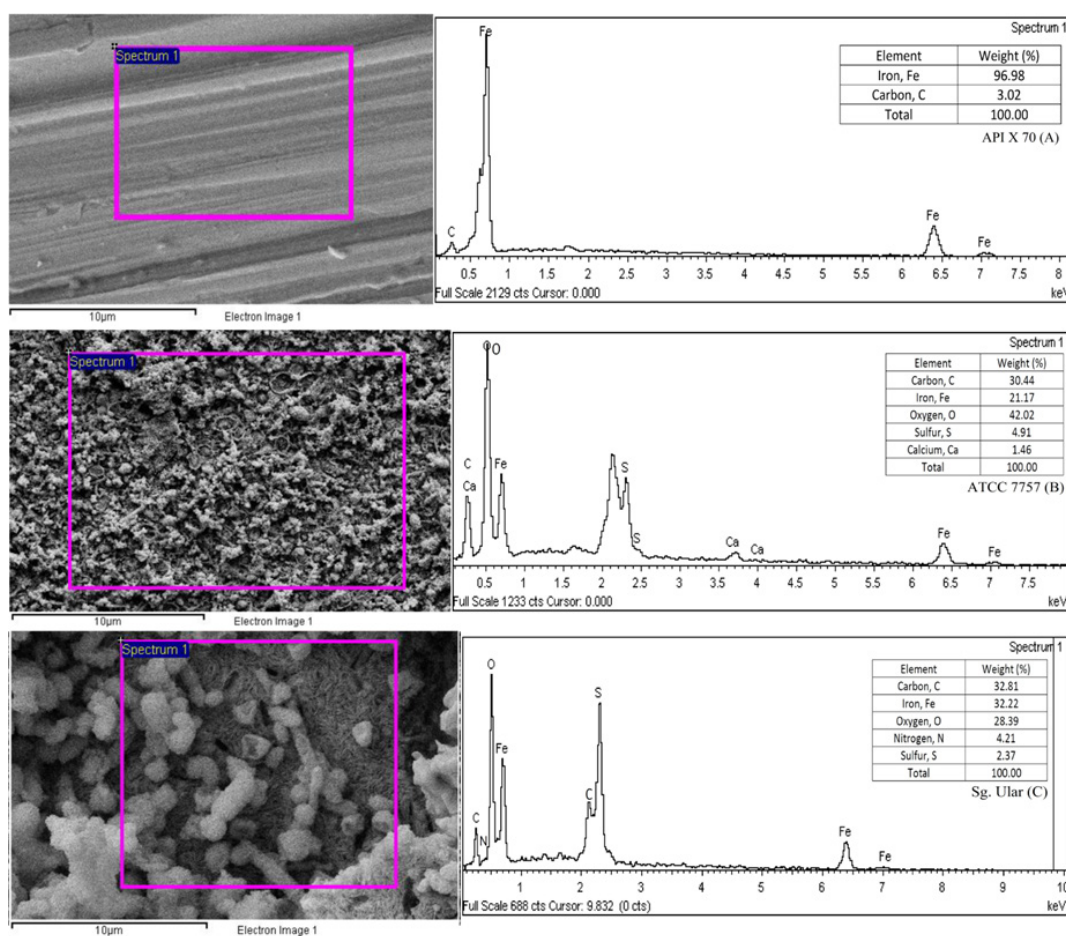 Spectrum 1
10µm Electron Image 1
Spectrum 1
Element Weight (%)
Iron, Fe 96.98
Carbon, C 3.02
Total 100.00
API X 70 (A)
Fe
C
Fe
Fe
0.5 1 1.5 2 2.5 3 3.5 4 4.5 5 5.5 6 6.5 7 7.5 8
Full Scale 2129 cts Cursor: 0.000 keV
Spectrum 1
10µm Electron Image 1
Spectrum 1
Element Weight (%)
Carbon, C 30.44
Iron, Fe 21.17
Oxygen, O 42.02
Sulfur, S 4.91
Calcium, Ca 1.46
Total 100.00
ATCC 7757 (B)
O O
C Fe S
Ca
S
Ca Ca
Fe
Fe
0.5 1 1.5 2 2.5 3 3.5 4 4.5 5 5.5 6 6.5 7 7.5
Full Scale 1233 cts Cursor: 0.000 keV
Spectrum 1
10µm Electron Image 1
Spectrum 1
Element Weight (%)
Carbon, C 32.81
Iron, Fe 32.22
Oxygen, O 28.39
Nitrogen, N 4.21
Sulfur, S 2.37
Total 100.00
Sg. Ular (C)
O
S
Fe
C
C
N
Fe
Fe
1 2 3 4 5 6 7 8 9 10
Full Scale 688 cts Cursor: 9.832 (0 cts) keV